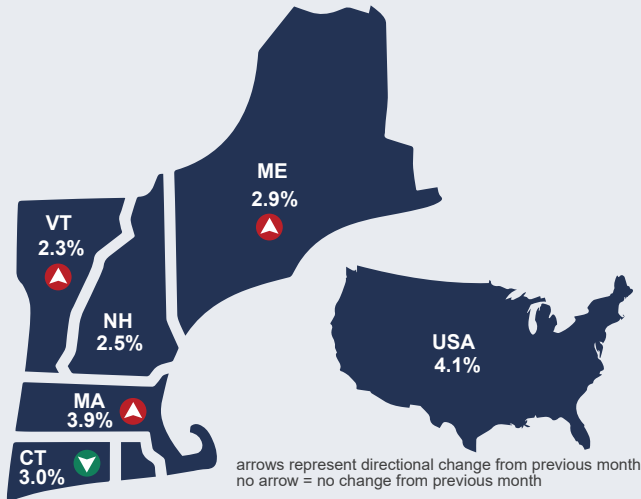 ME
2.9%
VT
2.3%
NH
2.5%
USA
4.1%
MA
3.9%
CT
3.0%
arrows represent directional change from previous month
no arrow = no change from previous month